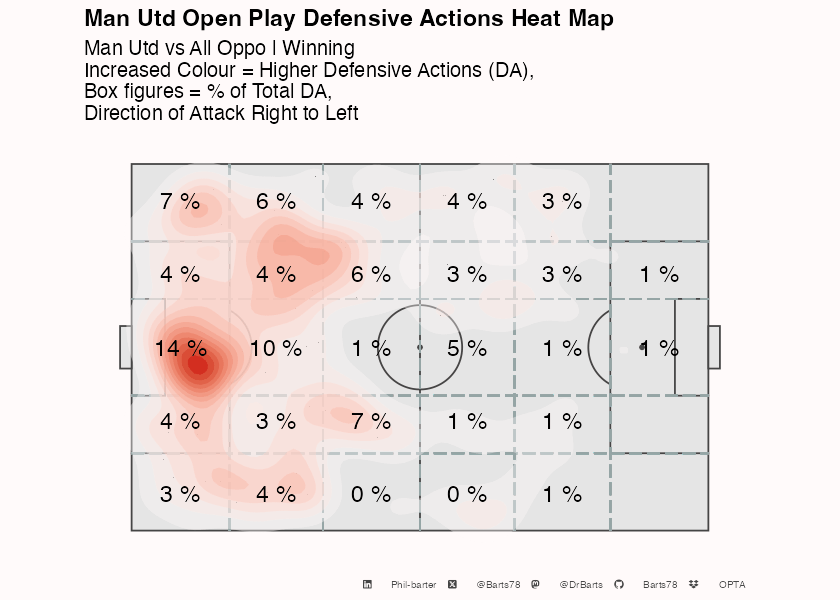 Man Utd Open Play Defensive Actions Heat Map
Man Utd vs All Oppo | Winning
Increased Colour = Higher Defensive Actions (DA),
Box figures = % of Total DA,
Direction of Attack Right to Left
7 % 6 % 4 % 4 % 3 %
4 % 4 % 6 % 3 % 3 % 1 %
14 % 10 % 1 % 5 % 1 % 1 %
4 % 3 % 7 % 1 % 1 %
3 % 4 % 0 % 0 % 1 %
Phil-barter @Barts78 @DrBarts Barts78 OPTA